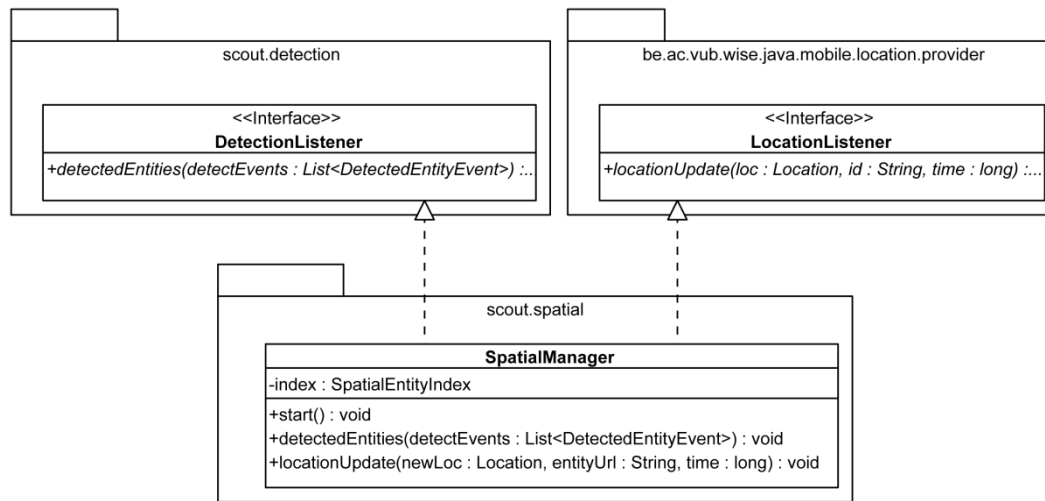 scout.detection
<<Interface>>
DetectionListener
+detectedEntities(detectEvents : List<DetectedEntityEvent>) :...
be.ac.vub.wise.java.mobile.location.provider
<<Interface>>
LocationListener
+locationUpdate(loc : Location, id : String, time : long) :...
scout.spatial
SpatialManager
-index : SpatialEntityIndex
+start() : void
+detectedEntities(detectEvents : List<DetectedEntityEvent>) : void
+locationUpdate(newLoc : Location, entityUrl : String, time : long) : void